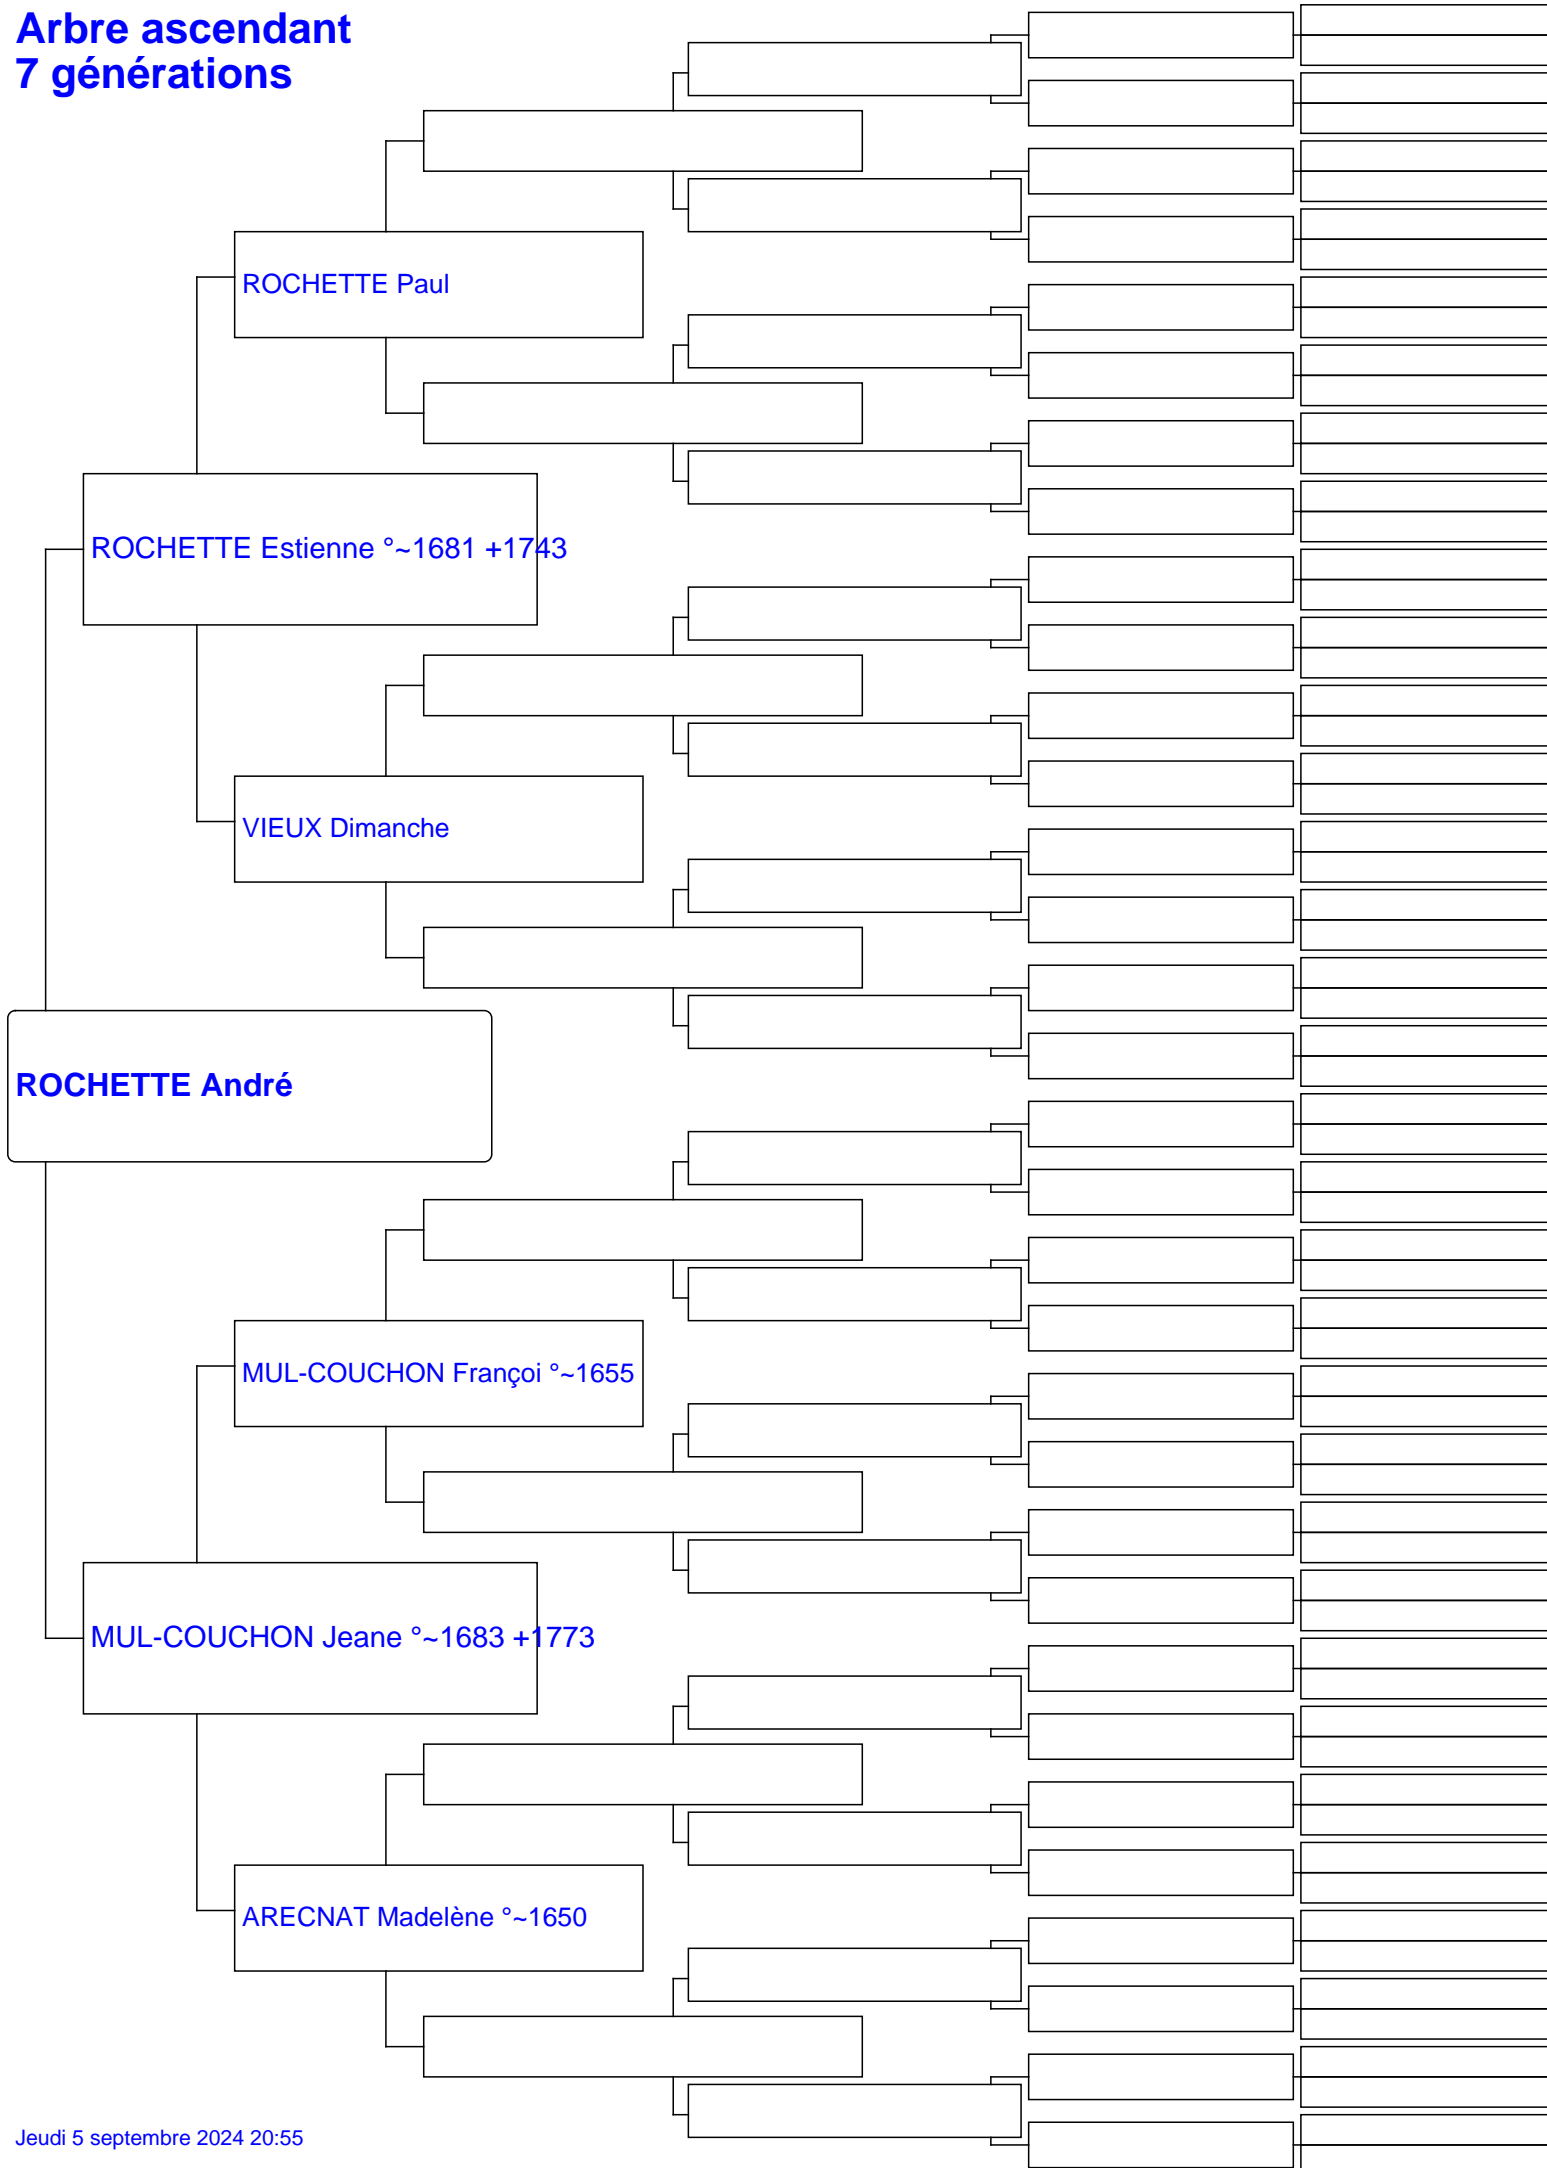 Arbre ascendant
7 générations
ROCHETTE Paul
ROCHETTE Estienne °~1681 +1743
VIEUX Dimanche
ROCHETTE André
MUL-COUCHON Françoi °~1655
MUL-COUCHON Jeane °~1683 +1773
ARECNAT Madelène °~1650
Jeudi 5 septembre 2024 20:55